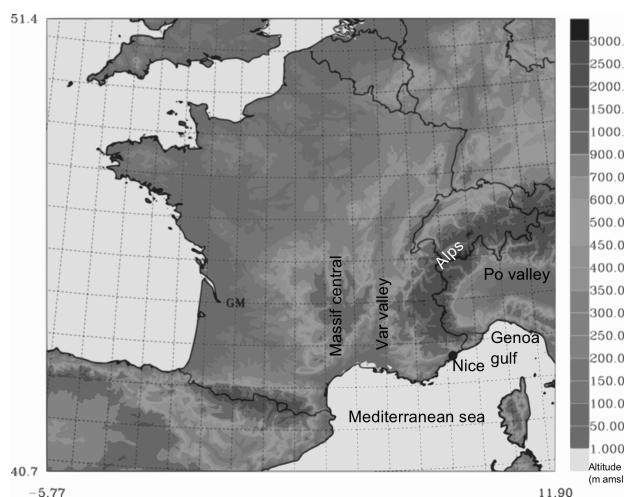 51.4
3000.
2500.
1500.
1000.
900.0
700.0
600.0
500.0
450.0
400.0
350.0
300.0
250.0
200.0
150.0
100.0
50.00
1.000
Altitude
(m amsl
Alps
Po valley
Massif central
Var valley
GM
Genoa
gulf
Nice
Mediterranean sea
40.7
−5.77
11.90